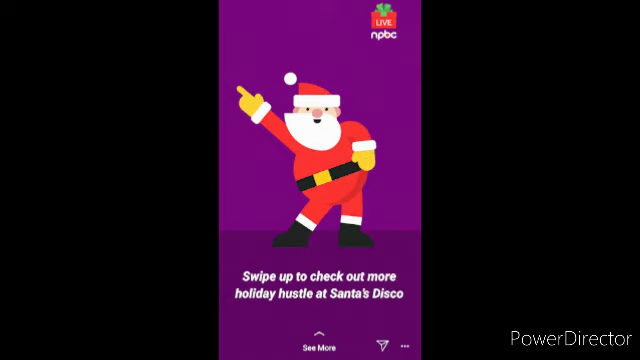 LIVE
npbc
Swipe up to check out more
holiday hustle at Santa's Disco
See More
PowerDirector